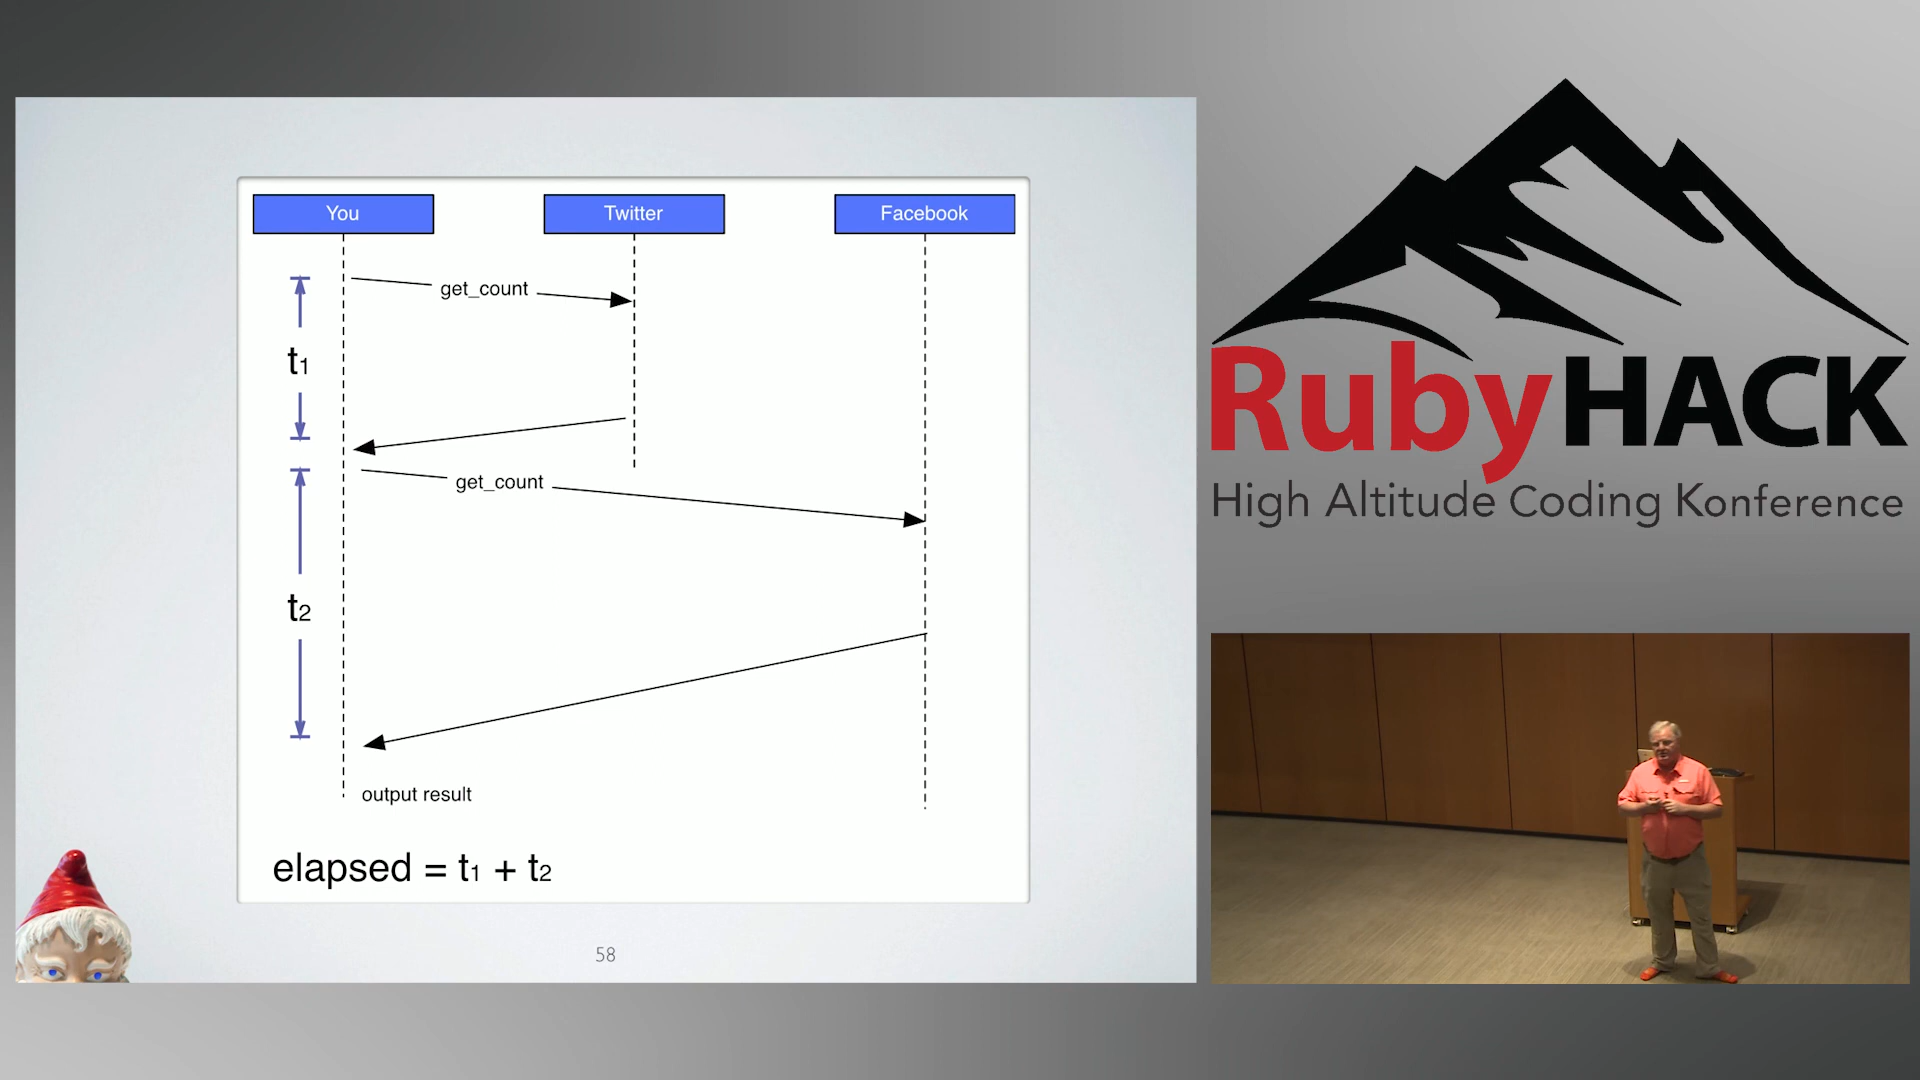 You
Twitter
Facebook
get_count
t1
get_count
t2
output result
elapsed = t1 + t2
58
RubyHACK
High Altitude Coding Konference